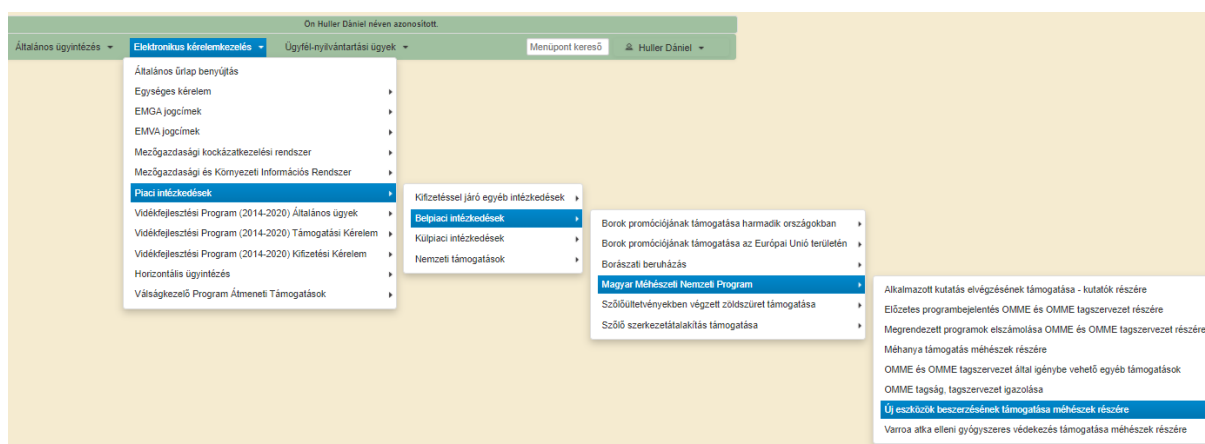 Ön Huller Dániel néven azonosított.
Általános ügyintézés
Elektronikus kérelemkezelés
Ügyfél-nyilvántartási ügyek
Menüpont kereső
Huller Dániel
Általános űrlap benyújtás
Egységes kérelem
EMGA jogcímek
EMVA jogcímek
Mezőgazdasági kockázatkezelési rendszer
Mezőgazdasági és Környezeti Információs Rendszer
Piaci intézkedések
Vidékfejlesztési Program (2014-2020) Általános ügyek
Vidékfejlesztési Program (2014-2020) Támogatási Kérelem
Vidékfejlesztési Program (2014-2020) Kifizetési Kérelem
Horizontális ügyintézés
Válságkezelő Program Átmeneti Támogatások
Kifizetéssel járó egyéb intézkedések
Belpiaci intézkedések
Külpiaci intézkedések
Nemzeti támogatások
Borok promóciójának támogatása harmadik országokban
Borok promóciójának támogatása az Európai Unió területén
Borászati beruházás
Magyar Méhészeti Nemzeti Program
Szőlőültetvényekben végzett zöldszüret támogatása
Szőlő szerkezetátalakítás támogatása
Alkalmazott kutatás elvégzésének támogatása - kutatók részére
Előzetes programbejelentés OMME és OMME tagszervezet részére
Megrendezett programok elszámolása OMME és OMME tagszervezet részére
Méhanya támogatás méhészek részére
OMME és OMME tagszervezet által igénybe vehető egyéb támogatások
OMME tagság, tagszervezet igazolása
Új eszközök beszerzésének támogatása méhészek részére
Varroa atka elleni gyógyszeres védekezés támogatása méhészek részére